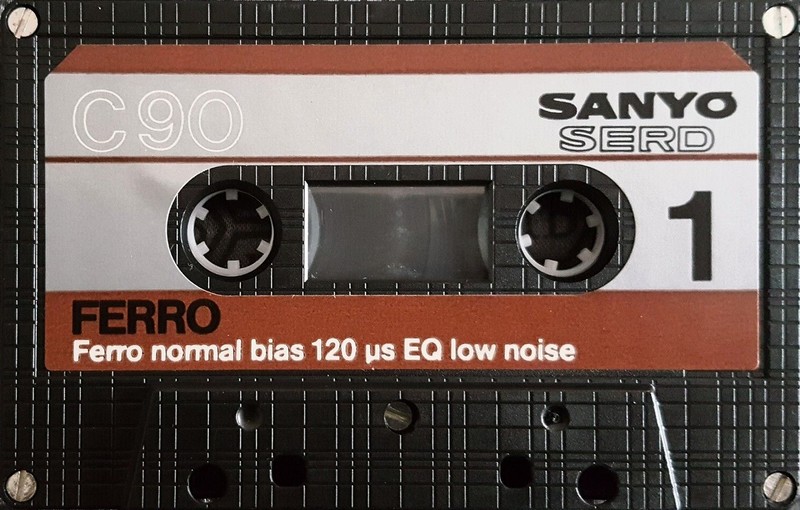 C90
SANYO
SERD
1
FERRO
Ferro normal bias 120 µs EQ low noise